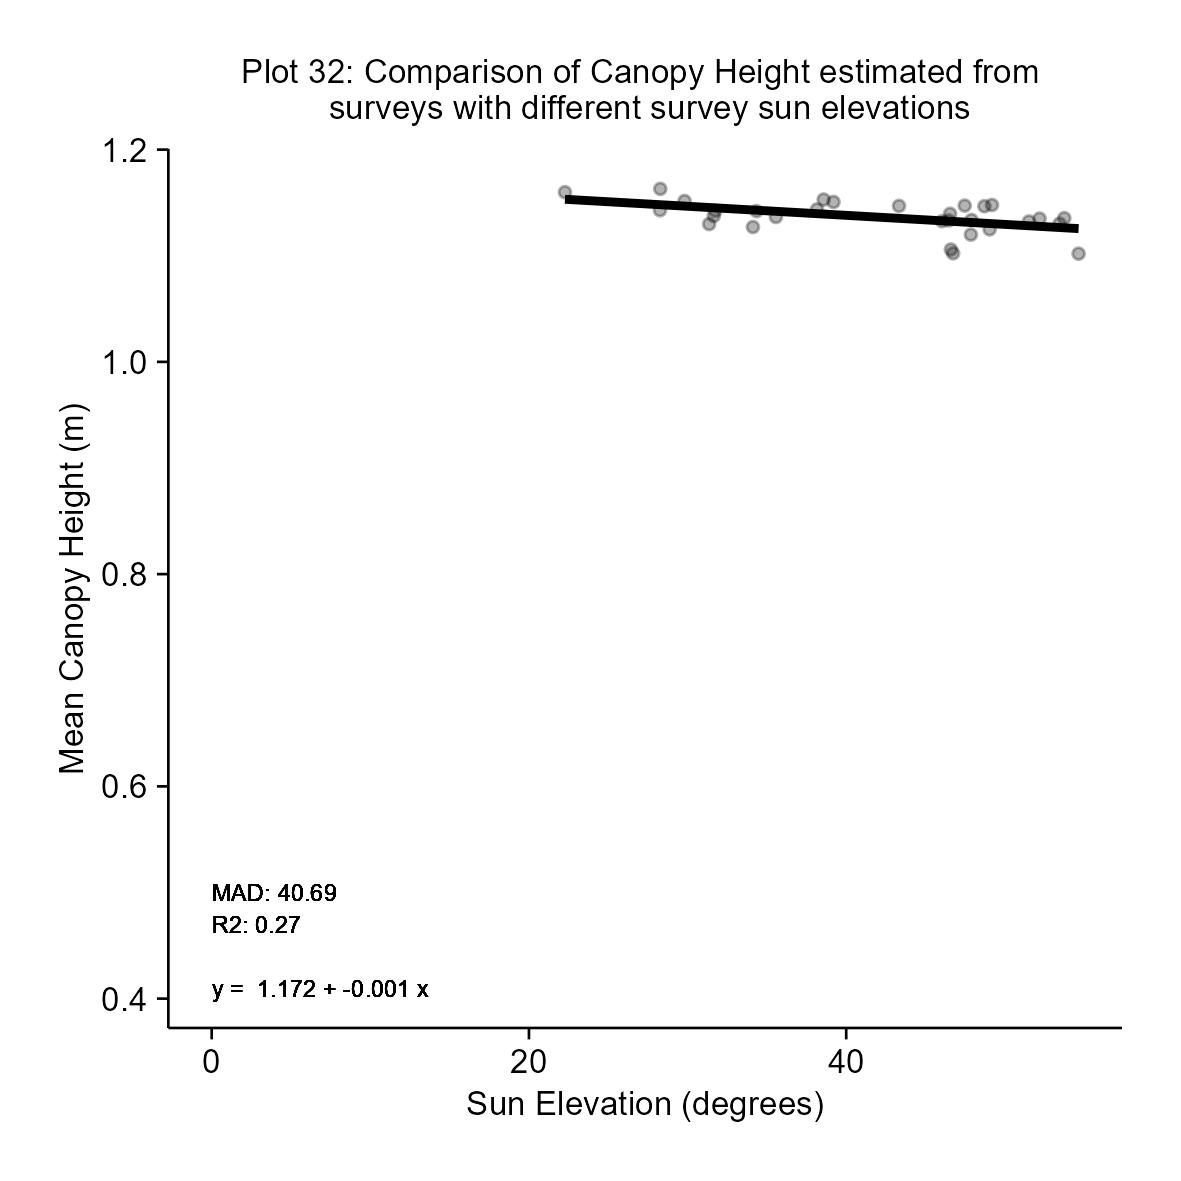 Plot 32: Comparison of Canopy Height estimated from
surveys with different survey sun elevations
1.2
1.0
0.8
0.6
0.4
Mean Canopy Height (m)
MAD: 40.69
R2: 0.27
y =  1.172 + -0.001 x
0
20
40
Sun Elevation (degrees)